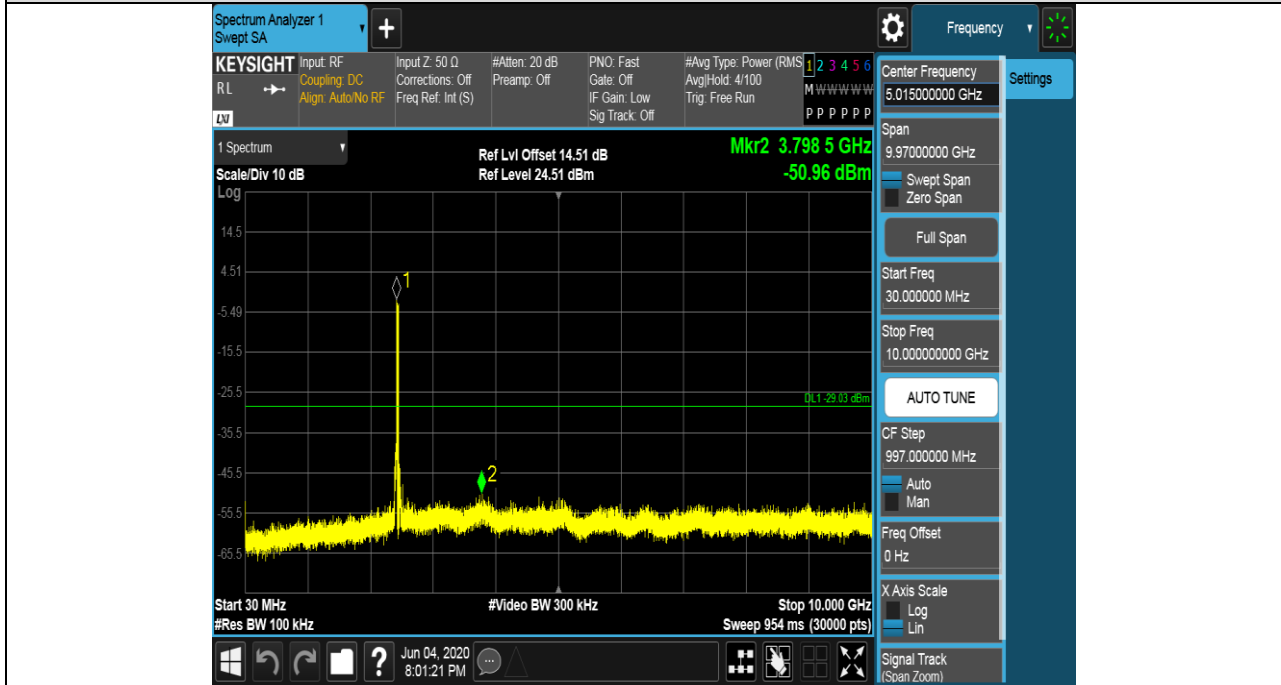 Spectrum Analyzer 1
Swept SA
+
Frequency
KEYSIGHT
RL
LXI
Input: RF
Coupling: DC
Align: Auto/No RF
Input Z: 50 Ω
Corrections: Off
Freq Ref: Int (S)
#Atten: 20 dB
Preamp: Off
PNO: Fast
Gate: Off
IF Gain: Low
Sig Track: Off
#Avg Type: Power (RMS
Avg|Hold: 4/100
Trig: Free Run
1 2 3 4 5 6
M W W W W W
P P P P P P
1 Spectrum
Scale/Div 10 dB
Log
Ref Lvl Offset 14.51 dB
Ref Level 24.51 dBm
Mkr2 3.798 5 GHz
-50.96 dBm
14.5
4.51
-5.49
-15.5
-25.5
-35.5
-45.5
-55.5
-65.5
1
DL1 -29.03 dBm
2
Start 30 MHz
#Res BW 100 kHz
#Video BW 300 kHz
Stop 10.000 GHz
Sweep 954 ms (30000 pts)
Jun 04, 2020
8:01:21 PM
Center Frequency
5.015000000 GHz
Settings
Span
9.97000000 GHz
Swept Span
Zero Span
Full Span
Start Freq
30.000000 MHz
Stop Freq
10.000000000 GHz
AUTO TUNE
CF Step
997.000000 MHz
Auto
Man
Freq Offset
0 Hz
X Axis Scale
Log
Lin
Signal Track
(Span Zoom)